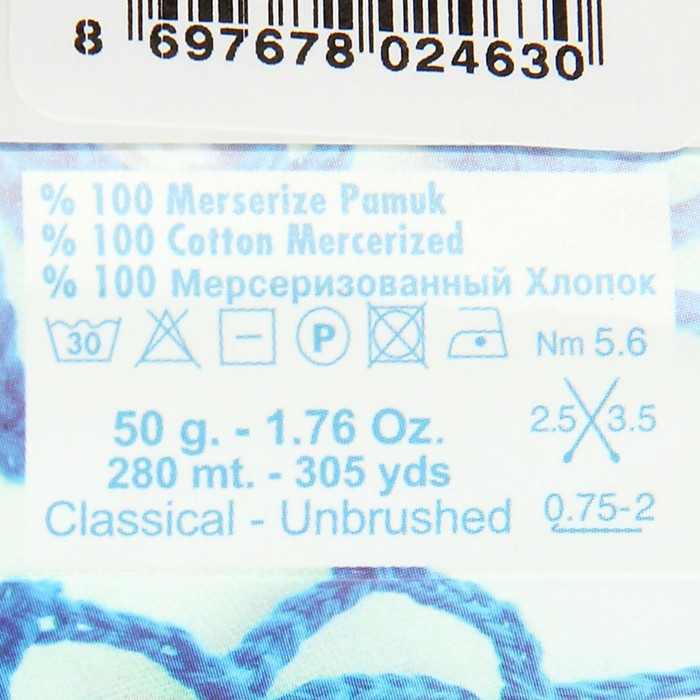 8 697678 024630
% 100 Merserize Pamuk
% 100 Cotton Mercerized
% 100 Мерсеризованный Хлопок
30 P Nm 5.6
2.5 3.5
50 g. - 1.76 Oz.
280 mt. - 305 yds
Classical - Unbrushed 0.75-2